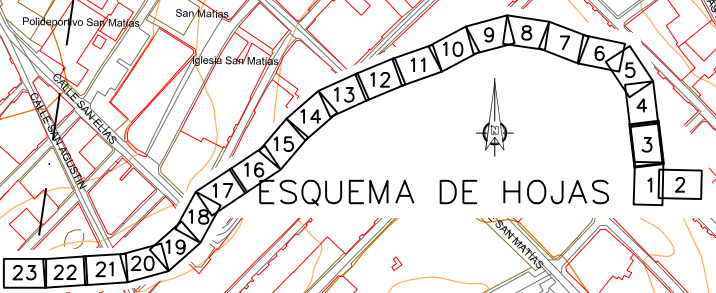 San Matías
Polideportivo San Matías
Iglesia San Matías
CALLE SAN ELIAS
CALLE SAN AGUSTIN
1
2
3
4
5
6
7
8
9
10
11
12
13
14
15
16
17
18
19
20
21
22
23
N
ESQUEMA DE HOJAS
SAN MATÍAS